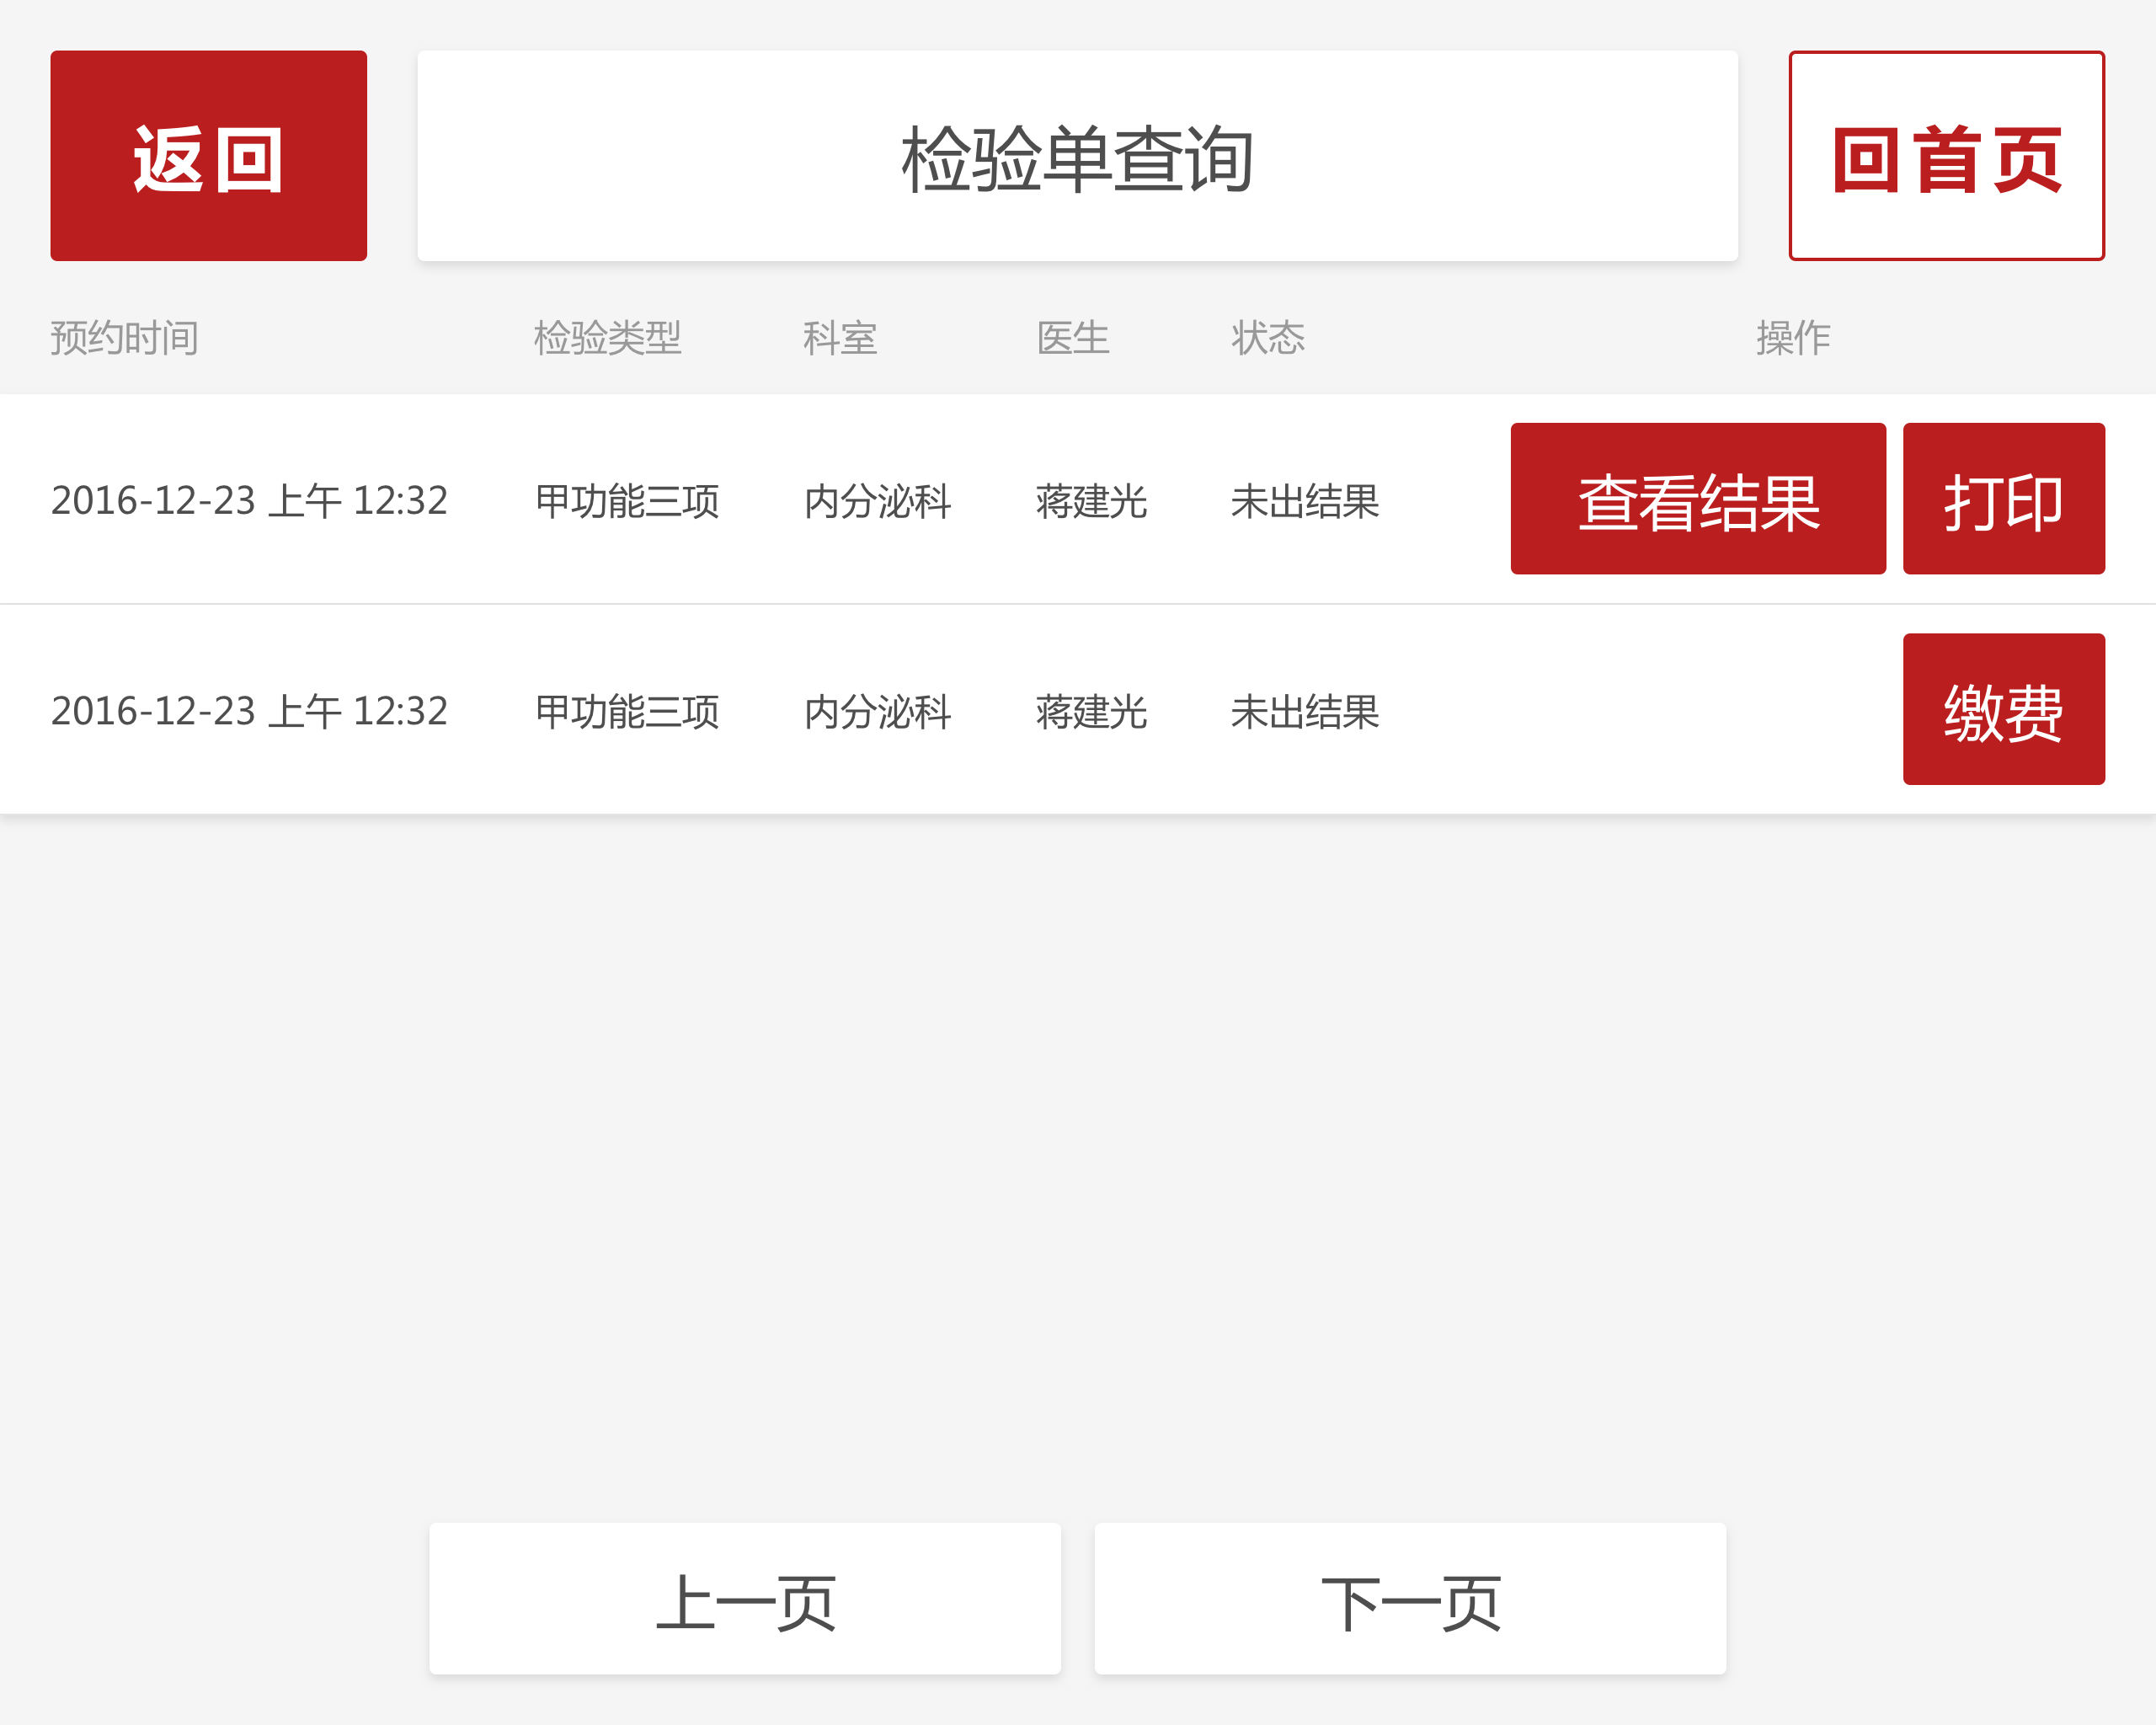 返回
检验单查询
回首页
预约时间 检验类型 科室 医生 状态 操作
2016-12-23 上午 12:32 甲功能三项 内分泌科 蒋建光 未出结果 查看结果 打印
2016-12-23 上午 12:32 甲功能三项 内分泌科 蒋建光 未出结果 缴费
上一页 下一页